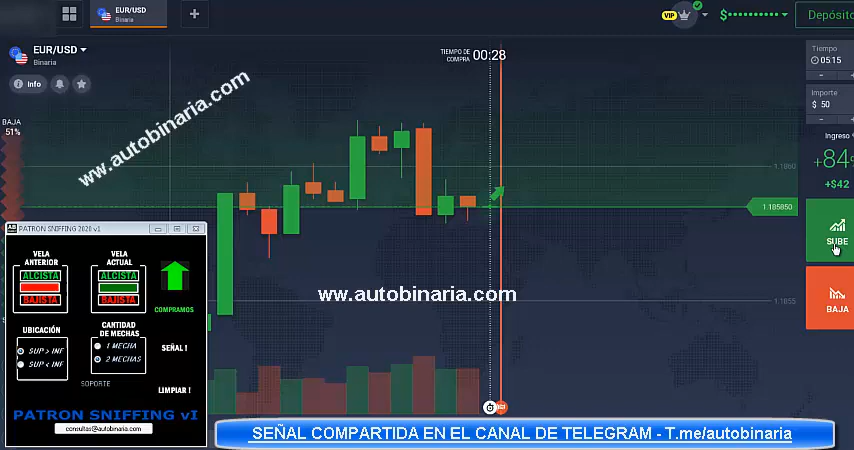 EUR/USD
Binaria
+
VIP
$••••••••••
Depósito
EUR/USD
Binaria
Info
TIEMPO DE
COMPRA
00:28
Tiempo
05:15
BAJA
51%
www.autobinaria.com
Importe
$ 50
Ingreso
+84%
+$42
1.1860
1.185850
SUBE
1.1855
BAJA
ww.autobinaria.com
PATRON SNIFFING 2020 v1
VELA
ANTERIOR
ALCISTA
BAJISTA
VELA
ACTUAL
ALCISTA
BAJISTA
COMPRAMOS
UBICACIÓN
SUP > INF
SUP < INF
CANTIDAD
DE MECHAS
1 MECHA
2 MECHAS
SEÑAL !
SOPORTE
LIMPIAR !
PATRON SNIFFING v1
consultas@autobinaria.com
SEÑAL COMPARTIDA EN EL CANAL DE TELEGRAM - T.me/autobinaria